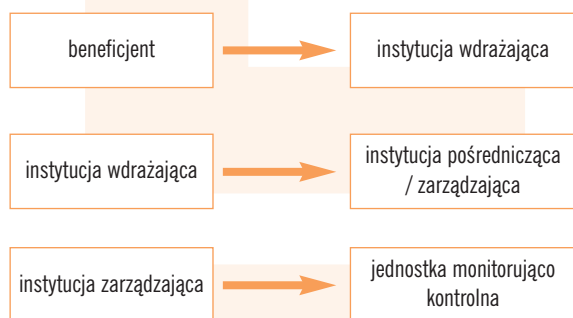 beneficjent
instytucja wdrażająca
instytucja wdrażająca
instytucja pośrednicząca
/ zarządzająca
instytucja zarządzająca
jednostka monitorująco
kontrolna